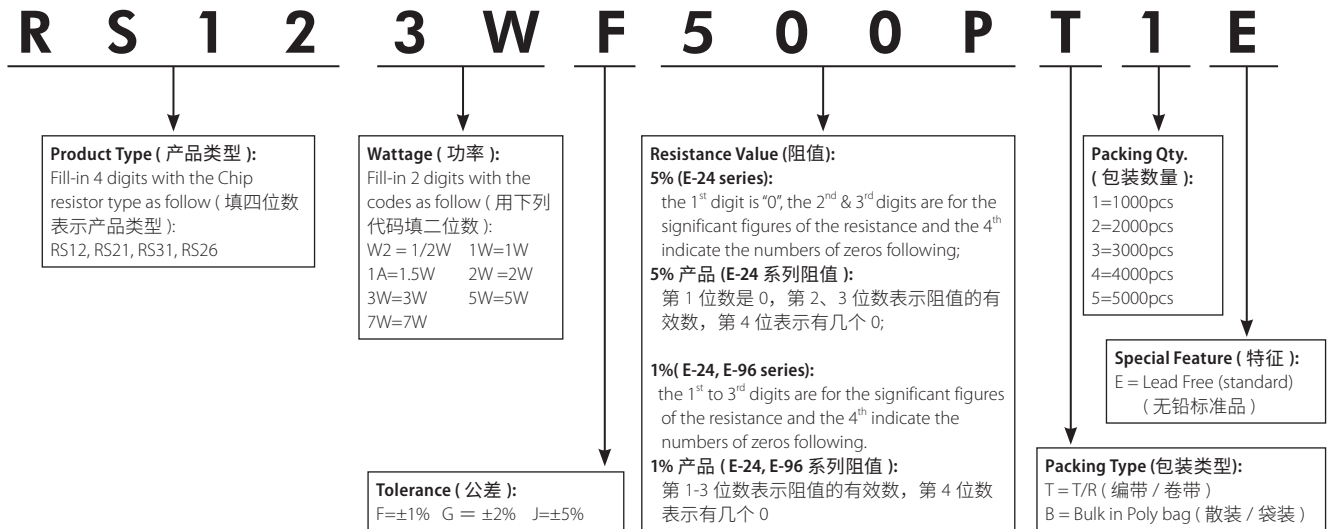 R S 1 2 3 W F 5 0 0 P T 1 E
Product Type ( 产品类型 ):
Fill-in 4 digits with the Chip
resistor type as follow ( 填四位数
表示产品类型 ):
RS12, RS21, RS31, RS26
Wattage ( 功率 ):
Fill-in 2 digits with the
codes as follow ( 用下列
代码填二位数 ):
W2 = 1/2W 1W=1W
1A=1.5W 2W =2W
3W=3W 5W=5W
7W=7W
Tolerance ( 公差 ):
F=±1% G = ±2% J=±5%
Resistance Value (阻值):
5% (E-24 series):
the 1st digit is “0”, the 2nd & 3rd digits are for the
significant figures of the resistance and the 4th
indicate the numbers of zeros following;
5% 产品 (E-24 系列阻值 ):
第 1 位数是 0，第 2、3 位数表示阻值的有
效数，第 4 位表示有几个 0;
1%( E-24, E-96 series):
the 1st to 3rd digits are for the significant figures
of the resistance and the 4th indicate the
numbers of zeros following.
1% 产品 ( E-24, E-96 系列阻值 ):
第 1-3 位数表示阻值的有效数，第 4 位数
表示有几个 0
Packing Qty.
( 包装数量 ):
1=1000pcs
2=2000pcs
3=3000pcs
4=4000pcs
5=5000pcs
Special Feature ( 特征 ):
E = Lead Free (standard)
( 无铅标准品 )
Packing Type (包装类型):
T = T/R ( 编带 / 卷带 )
B = Bulk in Poly bag ( 散装 / 袋装 )